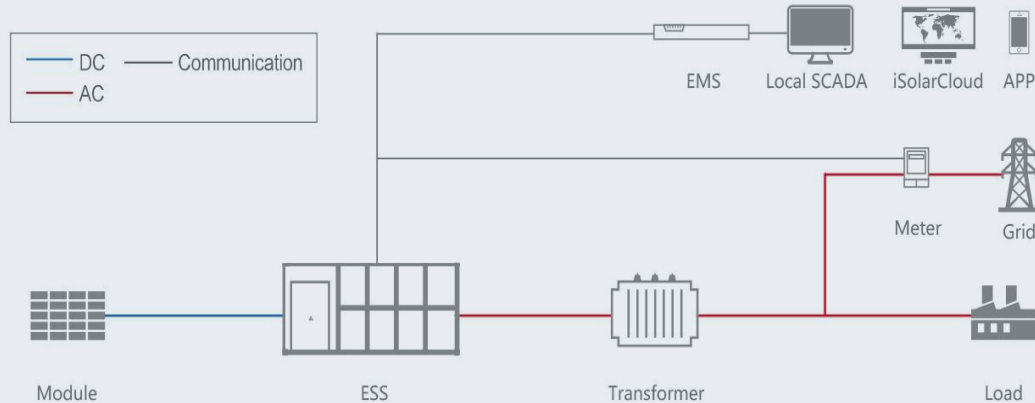 DC Communication
AC
EMS Local SCADA iSolarCloud APP
Meter Grid
Module ESS Transformer Load